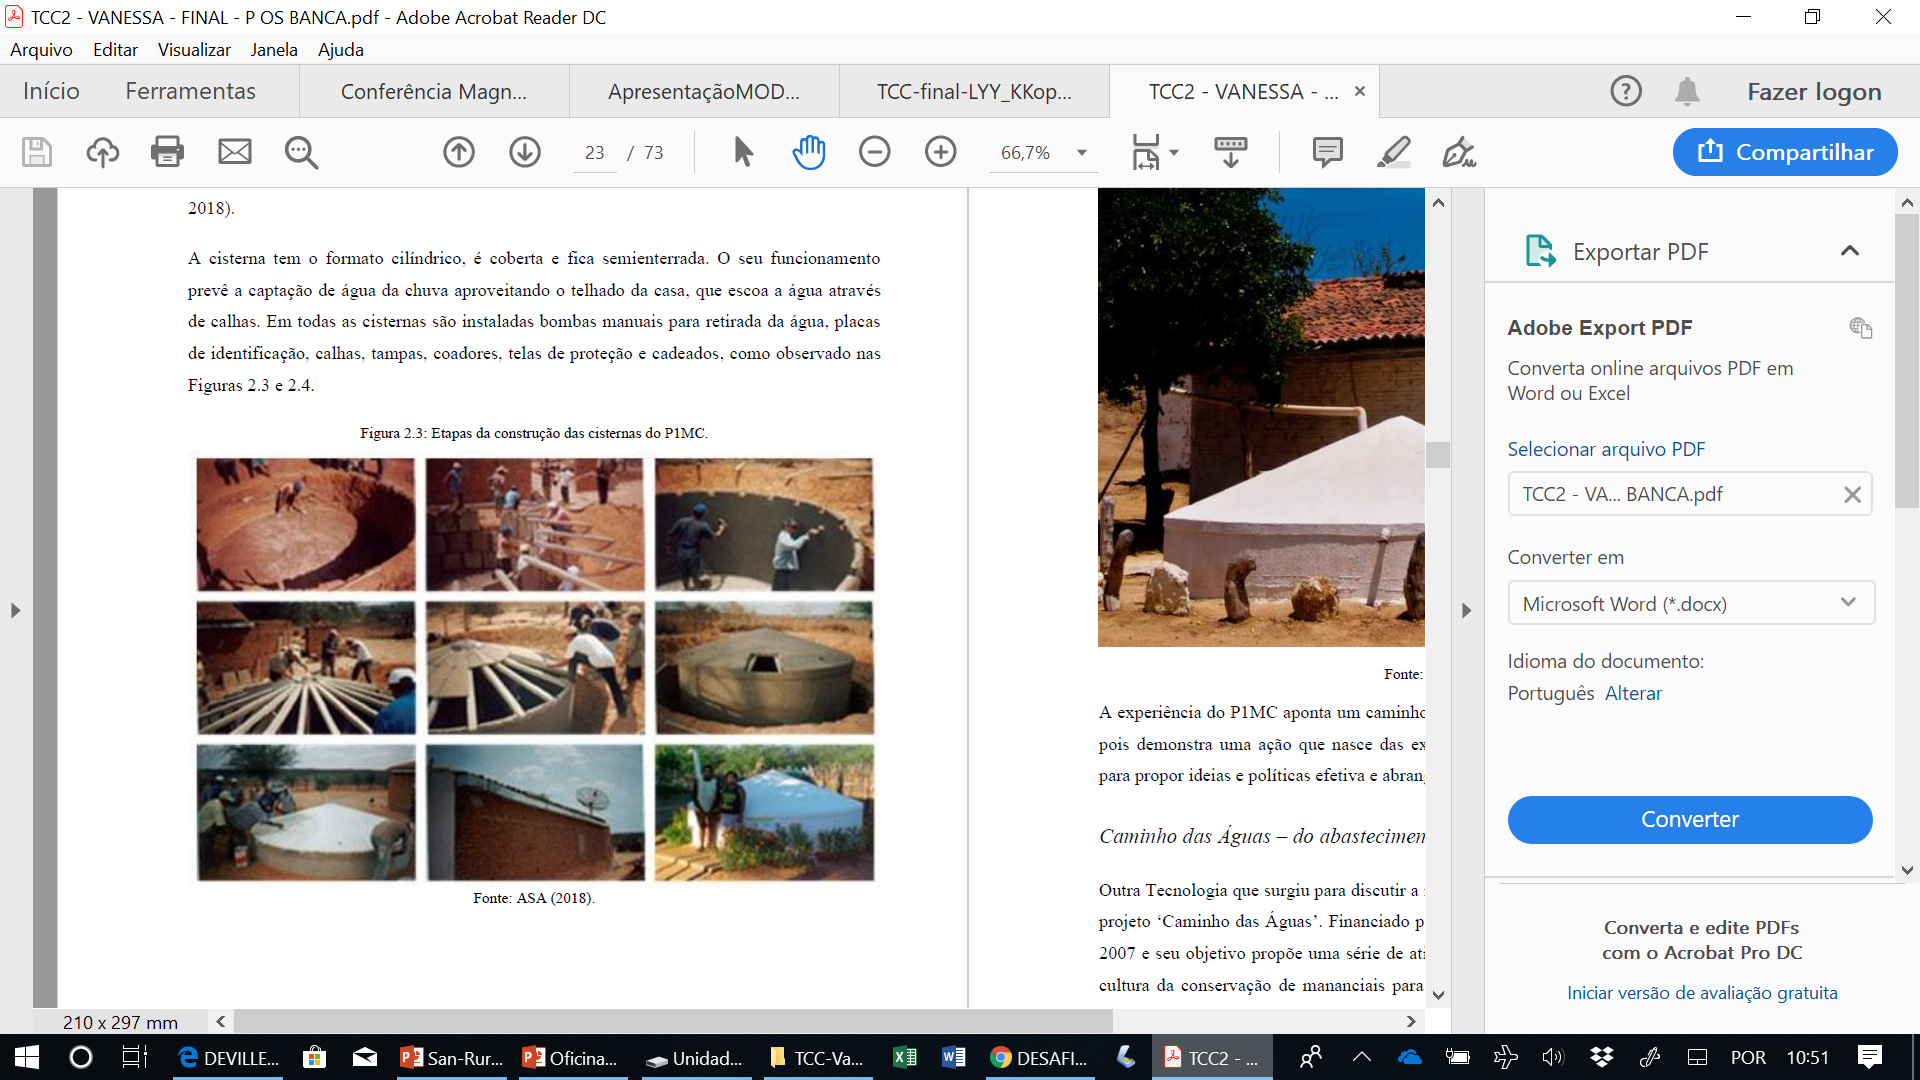 TCC2 - VANESSA - FINAL - P OS BANCA.pdf - Adobe Acrobat Reader DC
Arquivo Editar Visualizar Janela Ajuda
Início Ferramentas Conferência Magn... ApresentaçãoMOD... TCC-final-LYY_KKop... TCC2 - VANESSA - ... Fazer logon
23 / 73 66,7% Compartilhar
2018).
A cisterna tem o formato cilíndrico, é coberta e fica semienterrada. O seu funcionamento
prevê a captação de água da chuva aproveitando o telhado da casa, que escoa a água através
de calhas. Em todas as cisternas são instaladas bombas manuais para retirada da água, placas
de identificação, calhas, tampas, coadores, telas de proteção e cadeados, como observado nas
Figuras 2.3 e 2.4.
Figura 2.3: Etapas da construção das cisternas do P1MC.
Fonte: ASA (2018).
Fonte:
A experiência do P1MC aponta um caminho
pois demonstra uma ação que nasce das ex
para propor ideias e políticas efetiva e abran
Caminho das Águas – do abastecimen
Outra Tecnologia que surgiu para discutir a
projeto ‘Caminho das Águas’. Financiado p
2007 e seu objetivo propõe uma série de ati
cultura da conservação de mananciais para
Exportar PDF
Adobe Export PDF
Converta online arquivos PDF em
Word ou Excel
Selecionar arquivo PDF
TCC2 - VA... BANCA.pdf
Converter em
Microsoft Word (*.docx)
Idioma do documento:
Português Alterar
Converter
Converta e edite PDFs
com o Acrobat Pro DC
Iniciar versão de avaliação gratuita
210 x 297 mm
DEVILLE... San-Rur... Oficina... Unidad... TCC-Va... DESAFI... TCC2 - ... POR 10:51